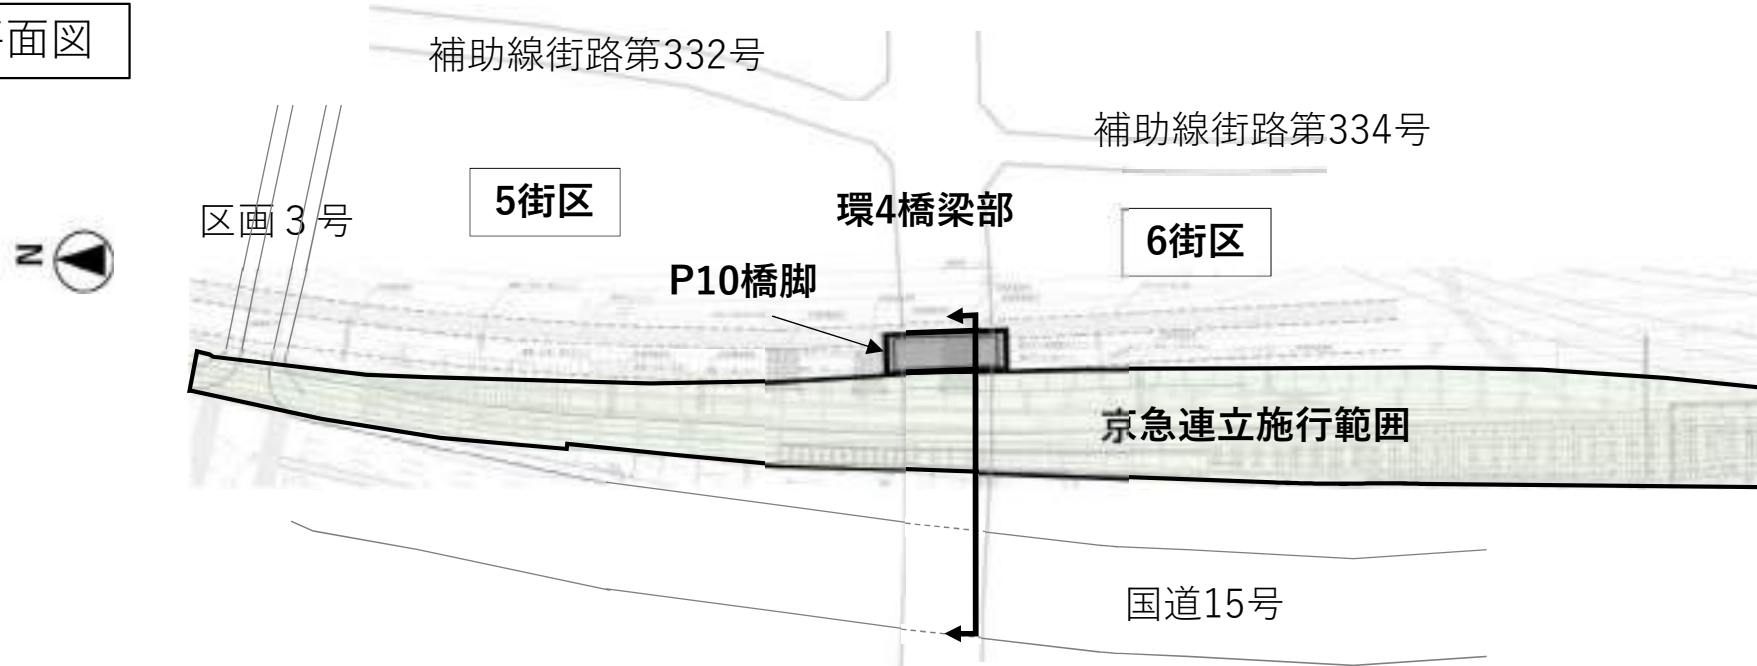 面図
補助線街路第332号
補助線街路第334号
5街区
区画３号
環4橋梁部
6街区
N
P10橋脚
京急連立施行範囲
国道15号